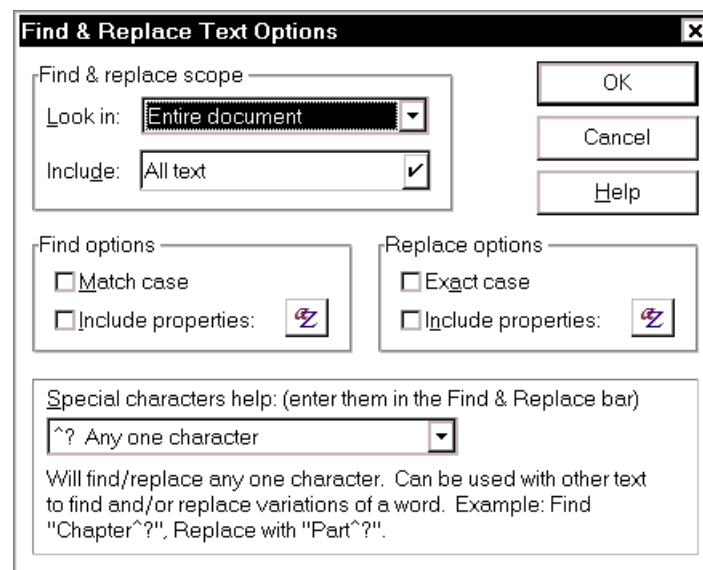 Find & Replace Text Options
Find & replace scope
Look in: Entire document
Include: All text
OK
Cancel
Help
Find options
Match case
Include properties:
Replace options
Exact case
Include properties:
Special characters help: (enter them in the Find & Replace bar)
^? Any one character
Will find/replace any one character. Can be used with other text
to find and/or replace variations of a word. Example: Find
"Chapter^?", Replace with "Part^?".